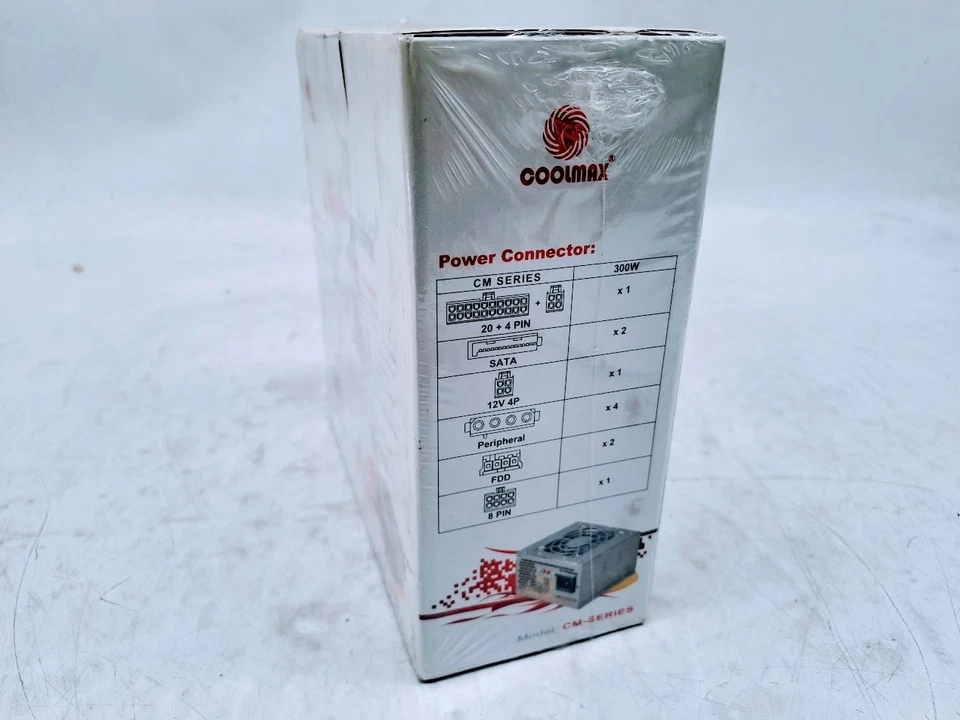 COOLMAX®
Power Connector:
CM SERIES 300W
+ x 1
20 + 4 PIN
x 2
SATA
x 1
12V 4P
x 4
Peripheral
x 2
FDD
x 1
8 PIN
Model: CM-SERIES